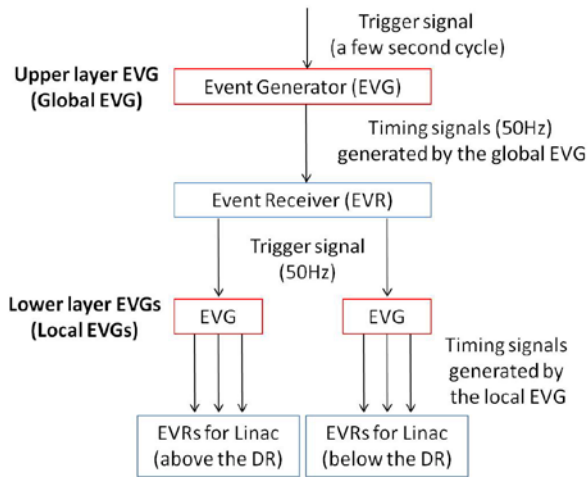 Trigger signal
(a few second cycle)
Upper layer EVG
(Global EVG)
Event Generator (EVG)
Timing signals (50Hz)
generated by the global EVG
Event Receiver (EVR)
Trigger signal
(50Hz)
Lower layer EVGs
(Local EVGs)
EVG
EVG
Timing signals
generated by
the local EVG
EVRs for Linac
(above the DR)
EVRs for Linac
(below the DR)